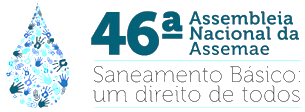 46ª Assembleia
Nacional da
Assemae
Saneamento Básico:
um direito de todos